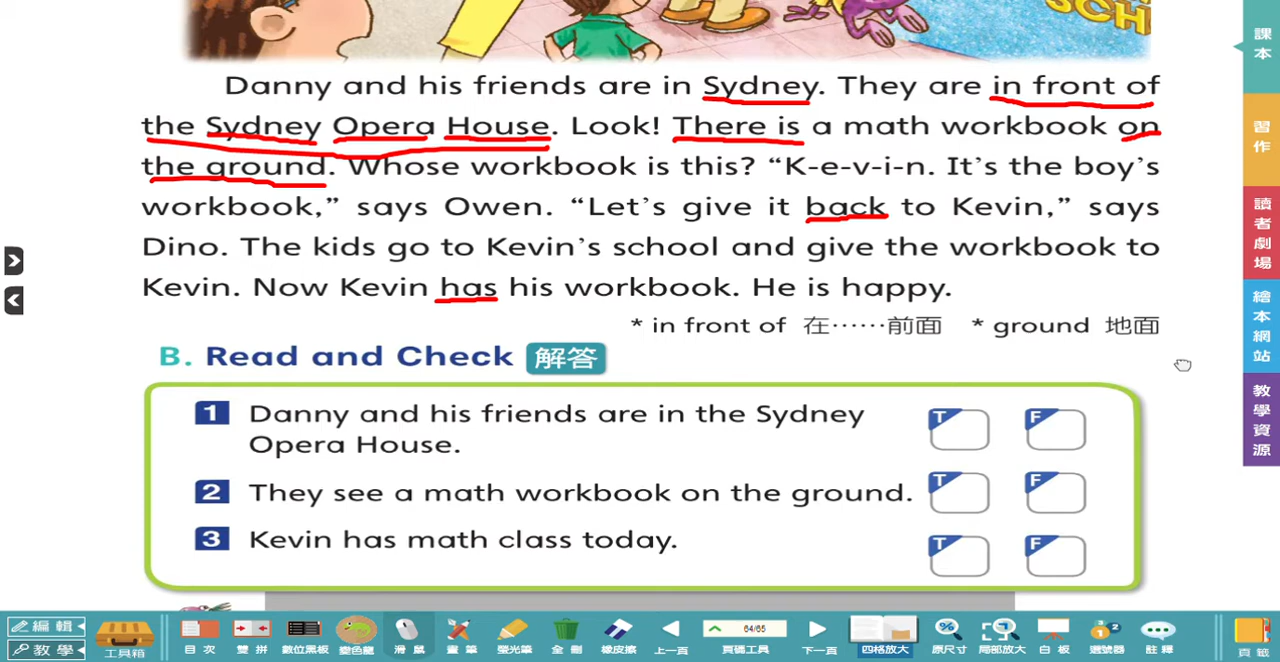 SCH
Danny and his friends are in Sydney. They are in front of
the Sydney Opera House. Look! There is a math workbook on
the ground. Whose workbook is this? “K-e-v-i-n. It’s the boy’s
workbook,” says Owen. “Let’s give it back to Kevin,” says
Dino. The kids go to Kevin’s school and give the workbook to
Kevin. Now Kevin has his workbook. He is happy.
* in front of 在……前面 * ground 地面
B. Read and Check 解答
1 Danny and his friends are in the Sydney
Opera House.
T F
2 They see a math workbook on the ground.
T F
3 Kevin has math class today.
T F
課本
習作
讀者劇場
繪本網站
教學資源
編輯
教學
工具箱
目次
雙拼
數位黑板
變色龍
滑鼠
畫筆
螢光筆
全刪
橡皮擦
上一頁
64/65
頁碼工具
下一頁
四格放大
原尺寸
局部放大
白板
選號器
註釋
頁籤